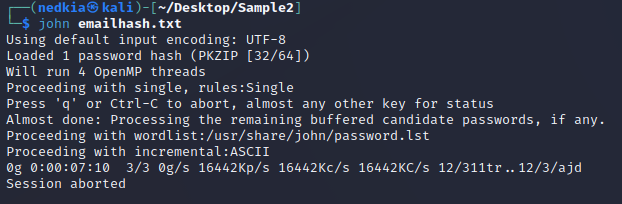 ┌──(nedkia㉿kali)-[~/Desktop/Sample2]
└─$ john emailhash.txt
Using default input encoding: UTF-8
Loaded 1 password hash (PKZIP [32/64])
Will run 4 OpenMP threads
Proceeding with single, rules:Single
Press 'q' or Ctrl-C to abort, almost any other key for status
Almost done: Processing the remaining buffered candidate passwords, if any.
Proceeding with wordlist:/usr/share/john/password.lst
Proceeding with incremental:ASCII
0g 0:00:07:10  3/3 0g/s 16442Kp/s 16442Kc/s 16442KC/s 12/311tr..12/3/ajd
Session aborted